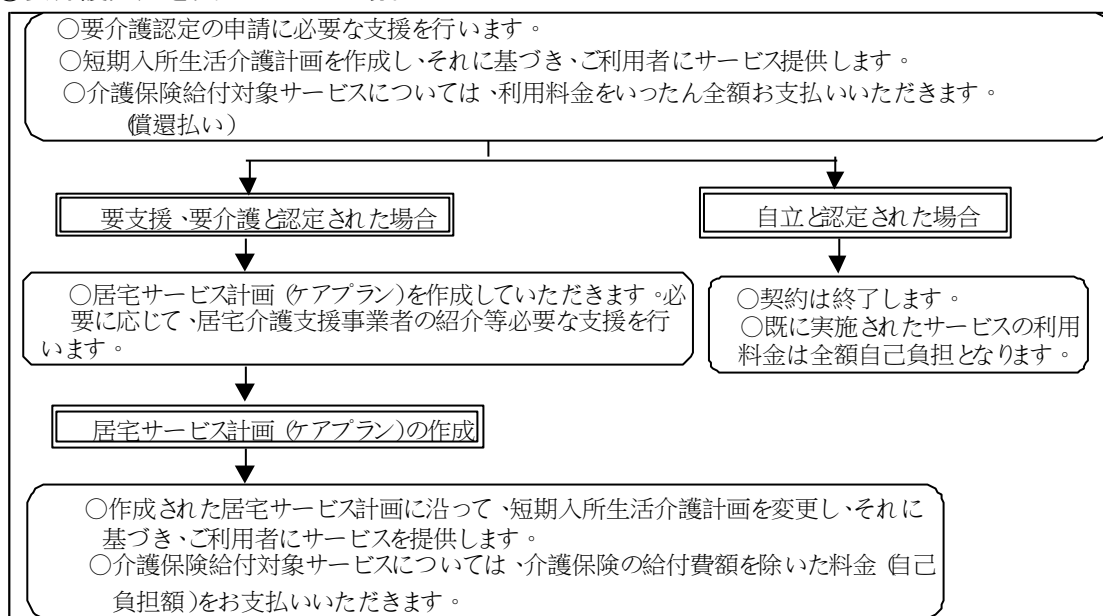 ○要介護認定の申請に必要な支援を行います。
○短期入所生活介護計画を作成し、それに基づき、ご利用者にサービス提供します。
○介護保険給付対象サービスについては、利用料金をいったん全額お支払いいただきます。
(償還払い)
要支援、要介護と認定された場合
自立と認定された場合
○居宅サービス計画(ケアプラン)を作成していただきます。必
要に応じて、居宅介護支援事業者の紹介等必要な支援を行
います。
○契約は終了します。
○既に実施されたサービスの利用
料金は全額自己負担となります。
居宅サービス計画(ケアプラン)の作成
○作成された居宅サービス計画に沿って、短期入所生活介護計画を変更し、それに
基づき、ご利用者にサービスを提供します。
○介護保険給付対象サービスについては、介護保険の給付費額を除いた料金(自己
負担額)をお支払いいただきます。